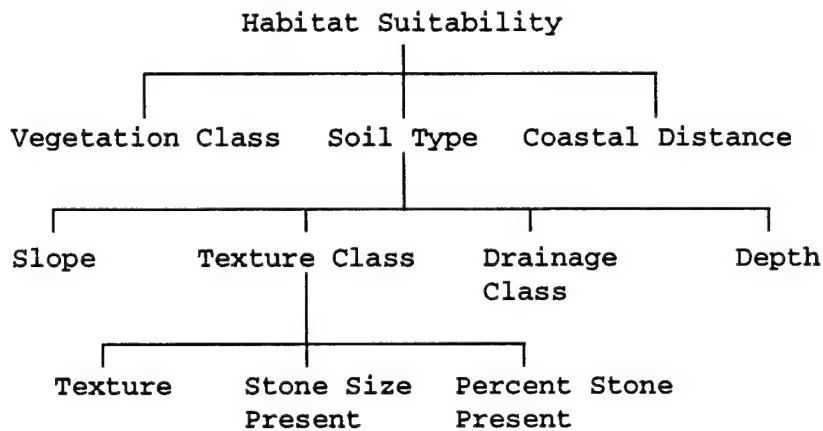 Habitat Suitability
Vegetation Class Soil Type Coastal Distance
Slope Texture Class Drainage Class Depth
Texture Stone Size Present Percent Stone Present